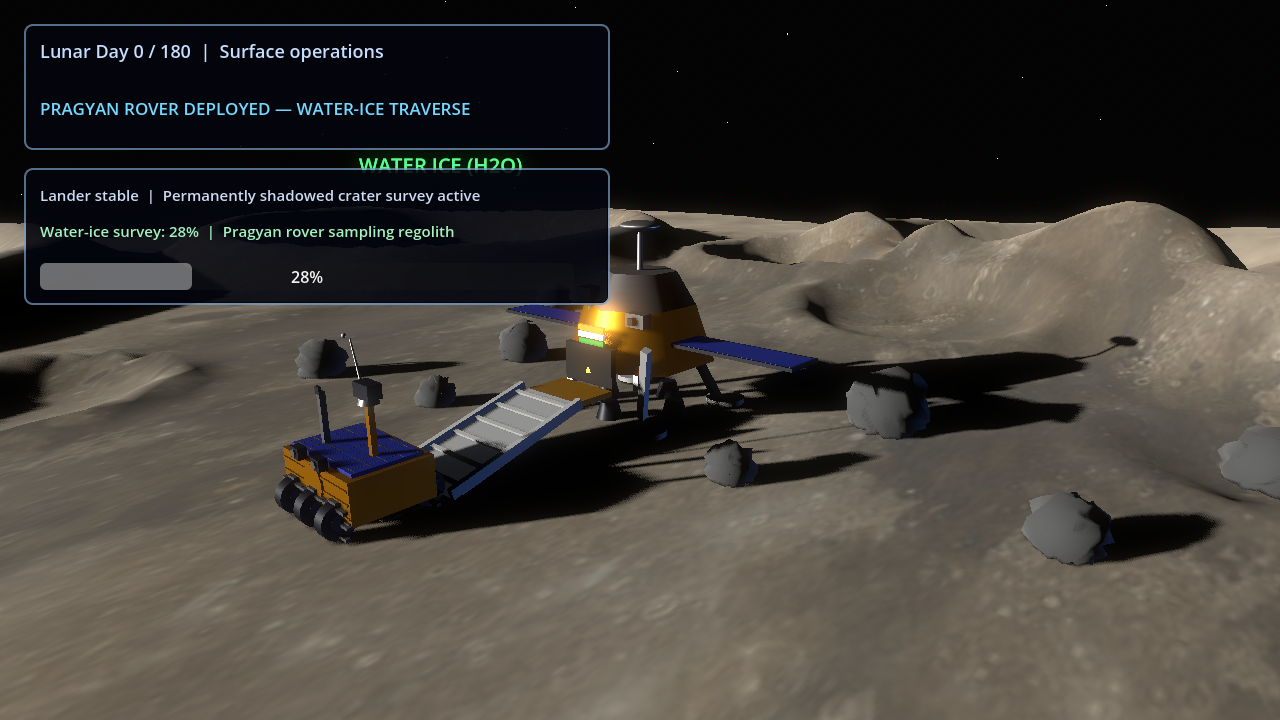 Lunar Day 0 / 180 | Surface operations
PRAGYAN ROVER DEPLOYED — WATER-ICE TRAVERSE
WATER ICE (H2O)
Lander stable | Permanently shadowed crater survey active
Water-ice survey: 28% | Pragyan rover sampling regolith
28%